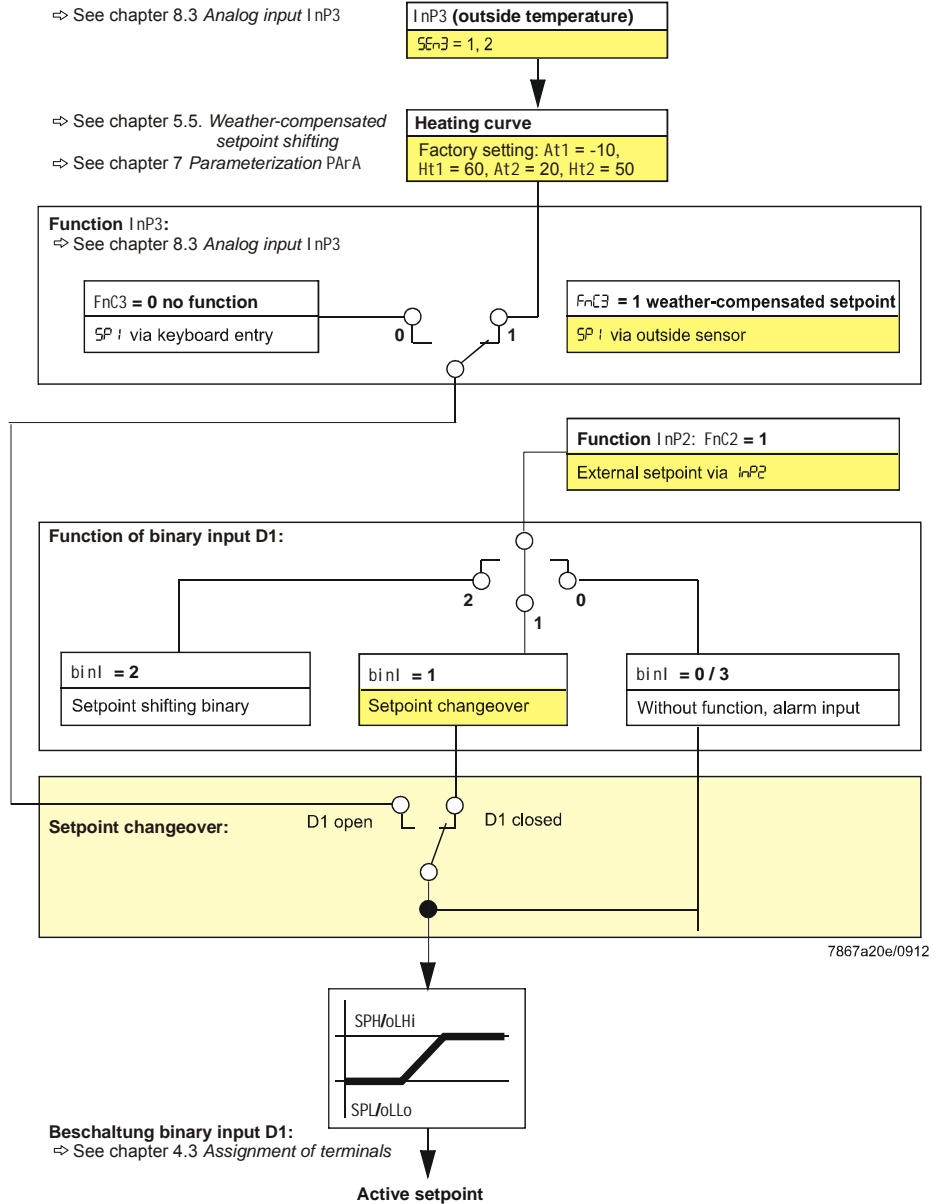 ⇨ See chapter 8.3 Analog input InP3
InP3 (outside temperature)
SEn3 = 1, 2
⇨ See chapter 5.5. Weather-compensated
setpoint shifting
⇨ See chapter 7 Parameterization PArA
Heating curve
Factory setting: At1 = -10,
Ht1 = 60, At2 = 20, Ht2 = 50
Function InP3:
⇨ See chapter 8.3 Analog input InP3
FnC3 = 0 no function
SP1 via keyboard entry
0
1
FnC3 = 1 weather-compensated setpoint
SP1 via outside sensor
Function InP2: FnC2 = 1
External setpoint via InP2
Function of binary input D1:
2
0
1
binI = 2
Setpoint shifting binary
binI = 1
Setpoint changeover
binI = 0 / 3
Without function, alarm input
Setpoint changeover:
D1 open
D1 closed
7867a20e/0912
SPH/oLHi
SPL/oLLo
Beschaltung binary input D1:
⇨ See chapter 4.3 Assignment of terminals
Active setpoint